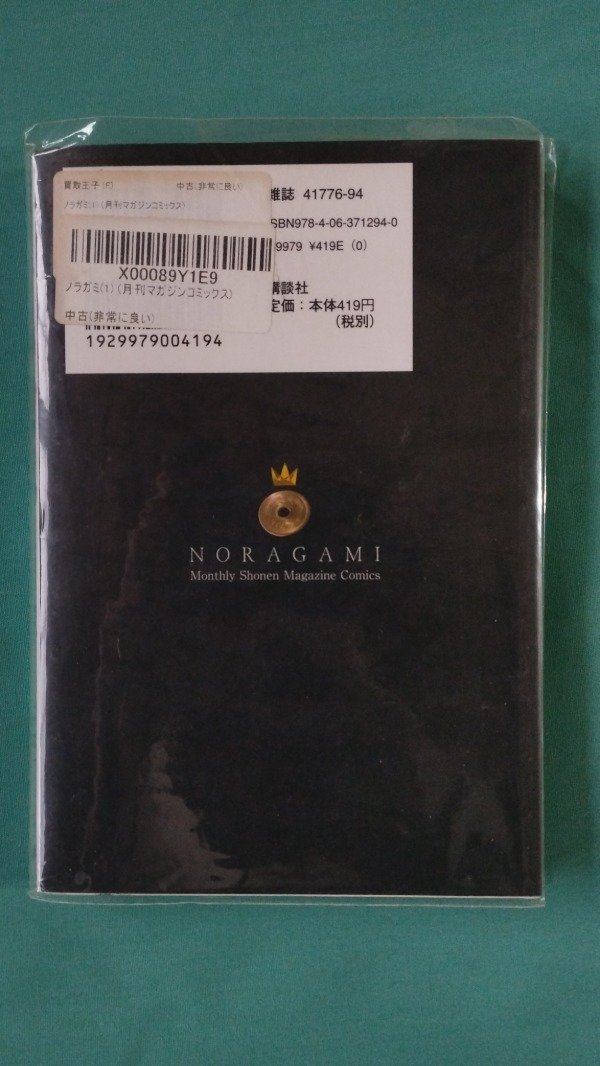 買取王子[F] 中古(非常に良い)
ノラガミ(1) (月刊マガジンコミックス)
X00089Y1E9
ノラガミ(1) (月刊マガジンコミックス)
中古(非常に良い)
雑誌 41776-94
ISBN978-4-06-371294-0
9979 ¥419E (0)
講談社
定価：本体419円
(税別)
1929979004194
NORAGAMI
Monthly Shonen Magazine Comics